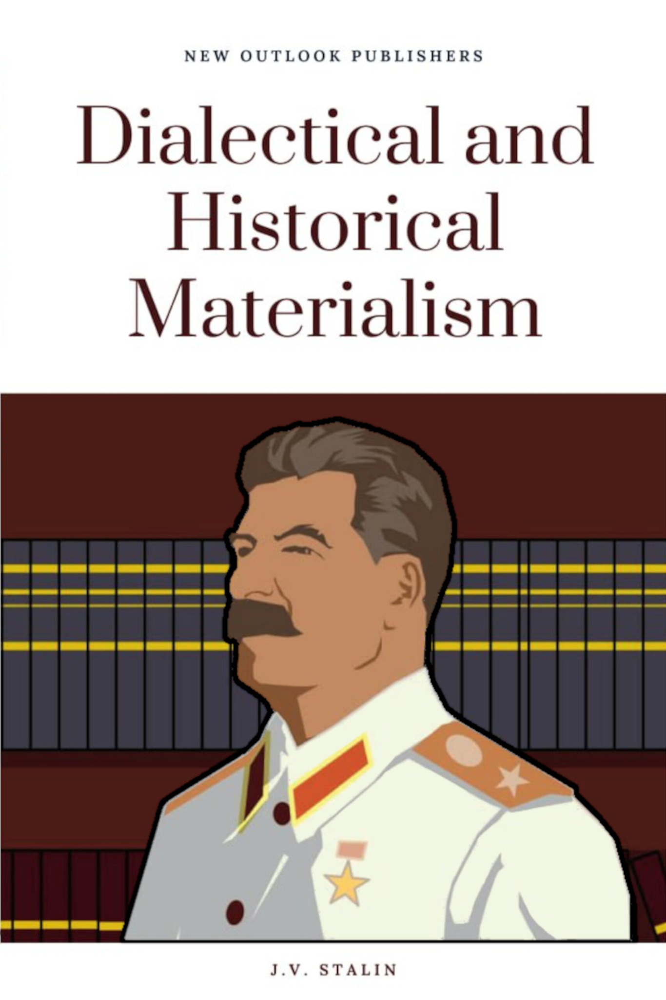 NEW OUTLOOK PUBLISHERS
Dialectical and
Historical
Materialism
J.V. STALIN